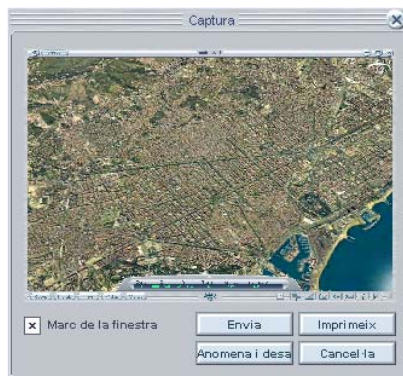 Captura
Marc de la finestra
Envia
Imprimeix
Anomena i desa
Cancel·la